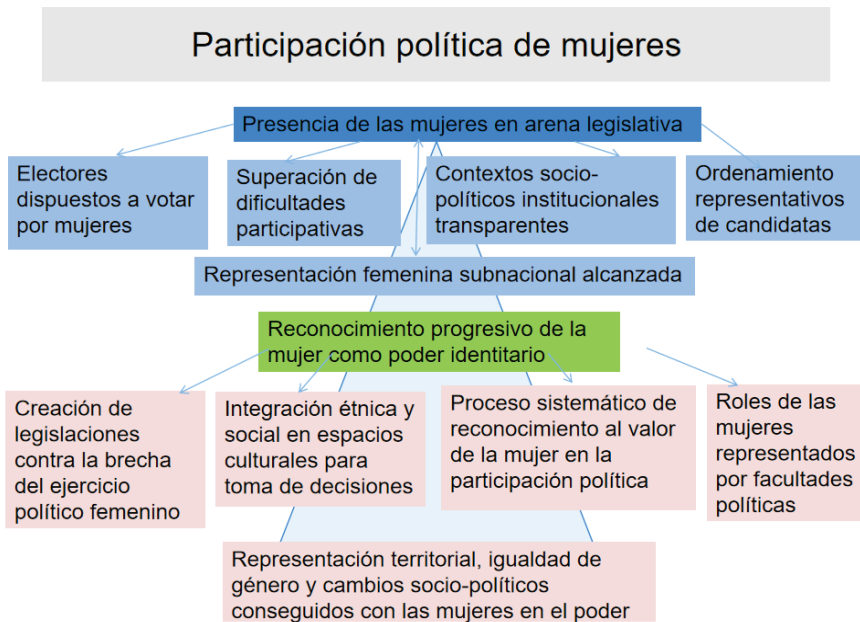 Participación política de mujeres
Presencia de las mujeres en arena legislativa
Electores
dispuestos a votar
por mujeres
Superación de
dificultades
participativas
Contextos socio-
políticos institucionales
transparentes
Ordenamiento
representativos
de candidatas
Representación femenina subnacional alcanzada
Reconocimiento progresivo de la
mujer como poder identitario
Creación de
legislaciones
contra la brecha
del ejercicio
político femenino
Integración étnica y
social en espacios
culturales para
toma de decisiones
Proceso sistemático de
reconocimiento al valor
de la mujer en la
participación política
Roles de las
mujeres
representados
por facultades
políticas
Representación territorial, igualdad de
género y cambios socio-políticos
conseguidos con las mujeres en el poder